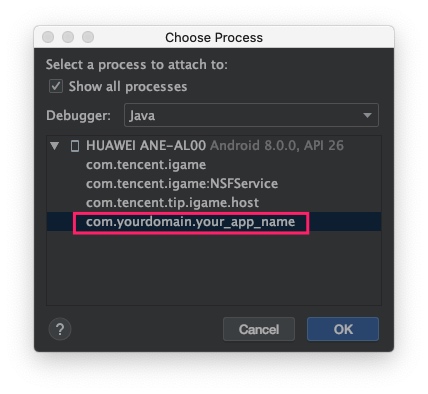 Choose Process
Select a process to attach to:
Show all processes
Debugger: Java
HUAWEI ANE-AL00 Android 8.0.0, API 26
com.tencent.igame
com.tencent.igame:NSFService
com.tencent.tip.igame.host
com.yourdomain.your_app_name
? Cancel OK